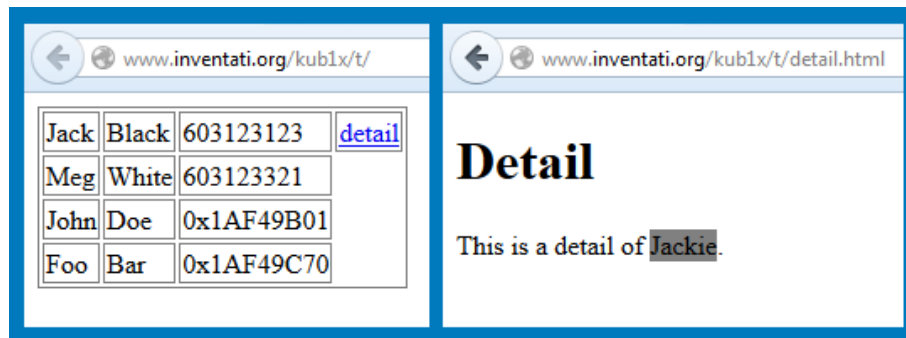 www.inventati.org/kub1x/t/
Jack Black 603123123 detail
Meg White 603123321
John Doe 0x1AF49B01
Foo Bar 0x1AF49C70
www.inventati.org/kub1x/t/detail.html
Detail
This is a detail of Jackie.